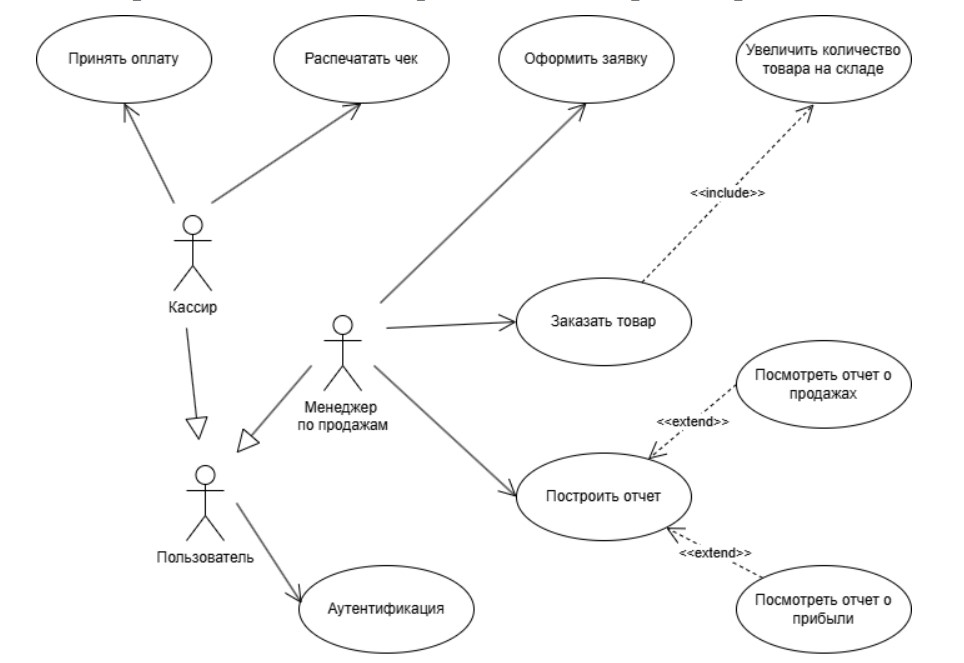 Принять оплату
Распечатать чек
Оформить заявку
Увеличить количество
товара на складе
<<include>>
Кассир
Заказать товар
Менеджер
по продажам
Посмотреть отчет о
продажах
<<extend>>
Построить отчет
Пользователь
<<extend>>
Аутентификация
Посмотреть отчет о
прибыли